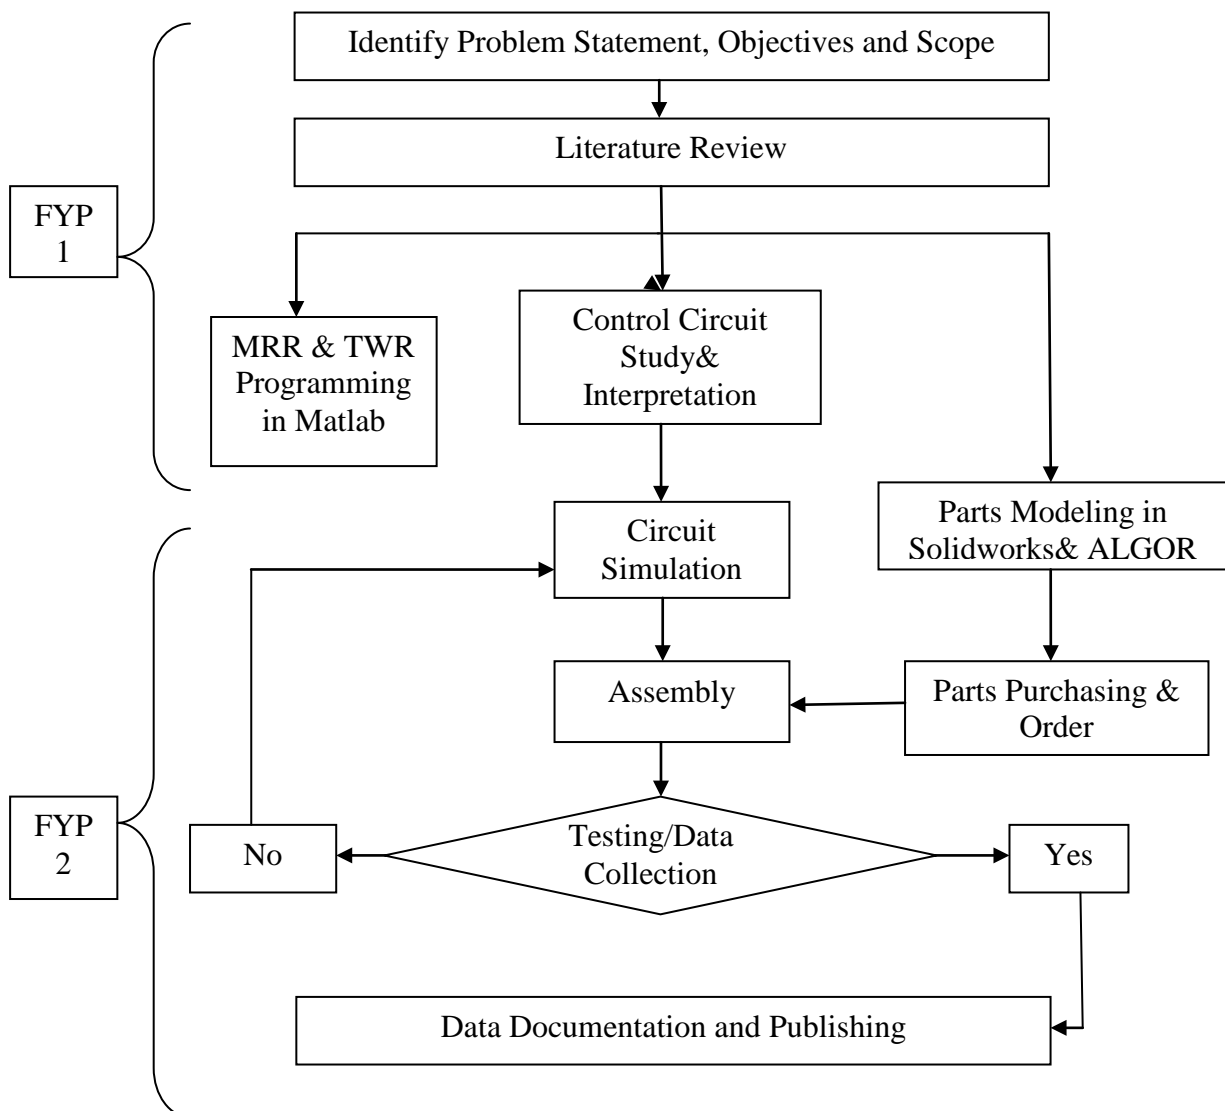 Identify Problem Statement, Objectives and Scope
Literature Review
FYP
1
MRR & TWR
Programming
in Matlab
Control Circuit
Study&
Interpretation
Circuit
Simulation
Parts Modeling in
Solidworks& ALGOR
Assembly
Parts Purchasing &
Order
FYP
2
No
Testing/Data
Collection
Yes
Data Documentation and Publishing